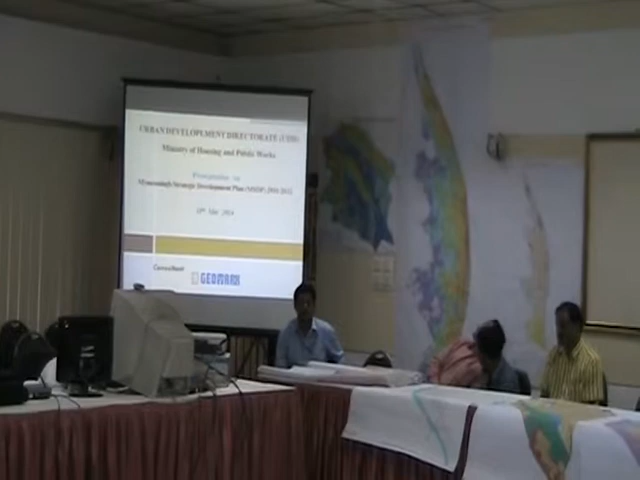 URBAN DEVELOPMENT DIRECTORATE (UDD)
Ministry of Housing and Public Works
Presentation on
Mymensingh Strategic Development Plan (MSDP) 2011-2031
Consultant
GEOMARK